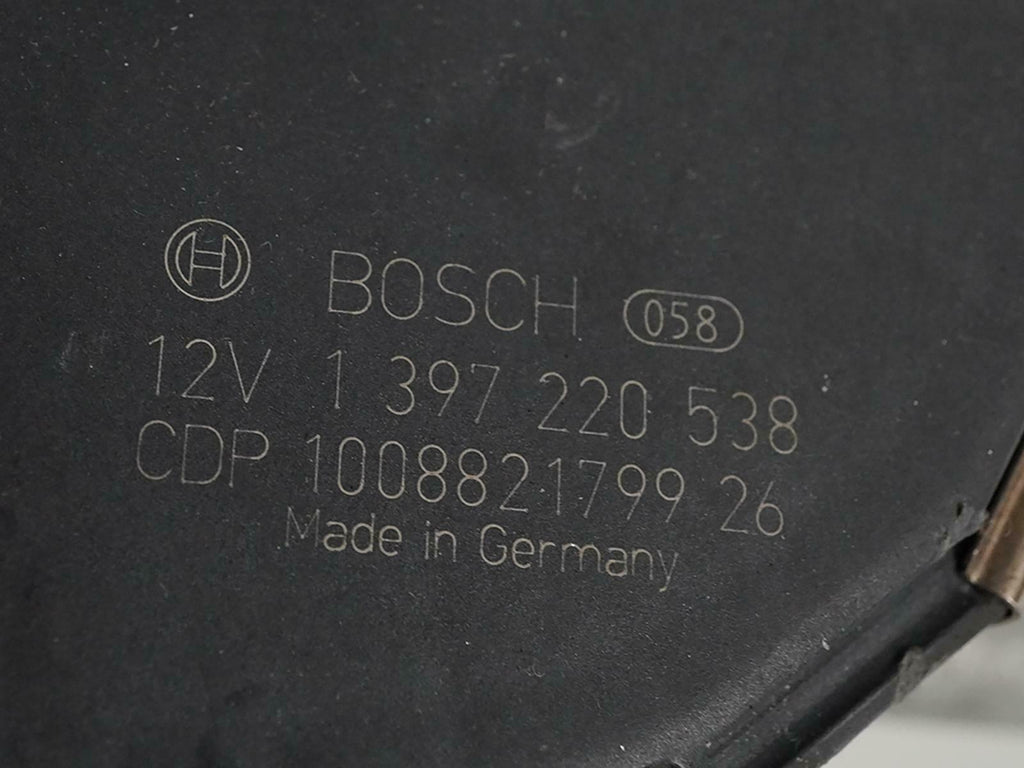 BOSCH 058
12V 1 397 220 538
CDP 1008821799 26
Made in Germany